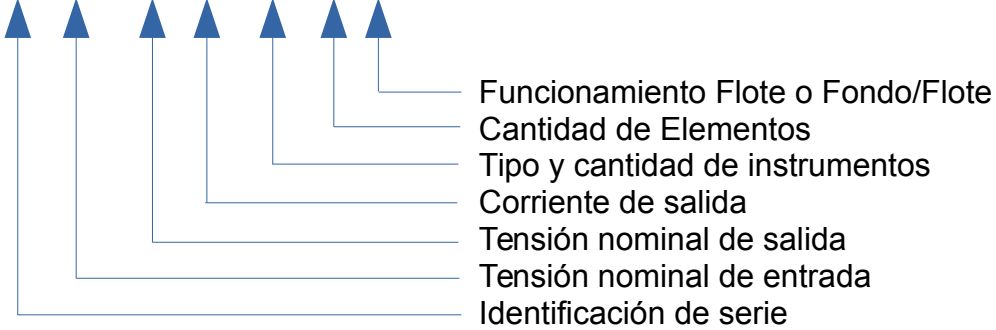 Funcionamiento Flote o Fondo/Flote
Cantidad de Elementos
Tipo y cantidad de instrumentos
Corriente de salida
Tensión nominal de salida
Tensión nominal de entrada
Identificación de serie